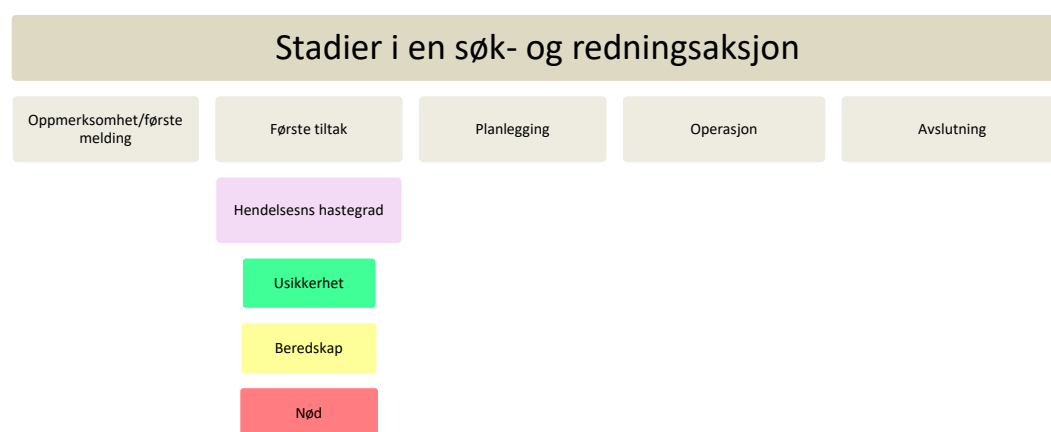 Stadier i en søk- og redningsaksjon
Oppmerksomhet/første
melding
Første tiltak
Planlegging
Operasjon
Avslutning
Hendelsesns hastegrad
Usikkerhet
Beredskap
Nød